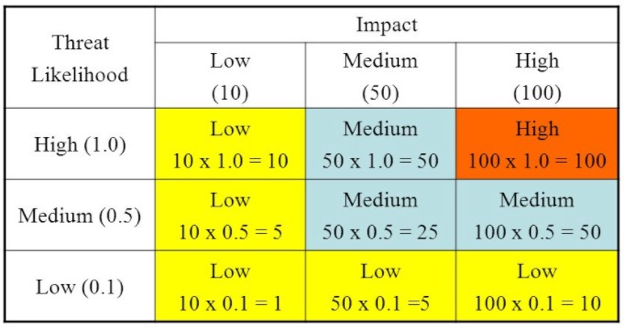 Threat
Likelihood
Impact
Low
(10)
Medium
(50)
High
(100)
High (1.0)
Low
10 x 1.0 = 10
Medium
50 x 1.0 = 50
High
100 x 1.0 = 100
Medium (0.5)
Low
10 x 0.5 = 5
Medium
50 x 0.5 = 25
Medium
100 x 0.5 = 50
Low (0.1)
Low
10 x 0.1 = 1
Low
50 x 0.1 =5
Low
100 x 0.1 = 10